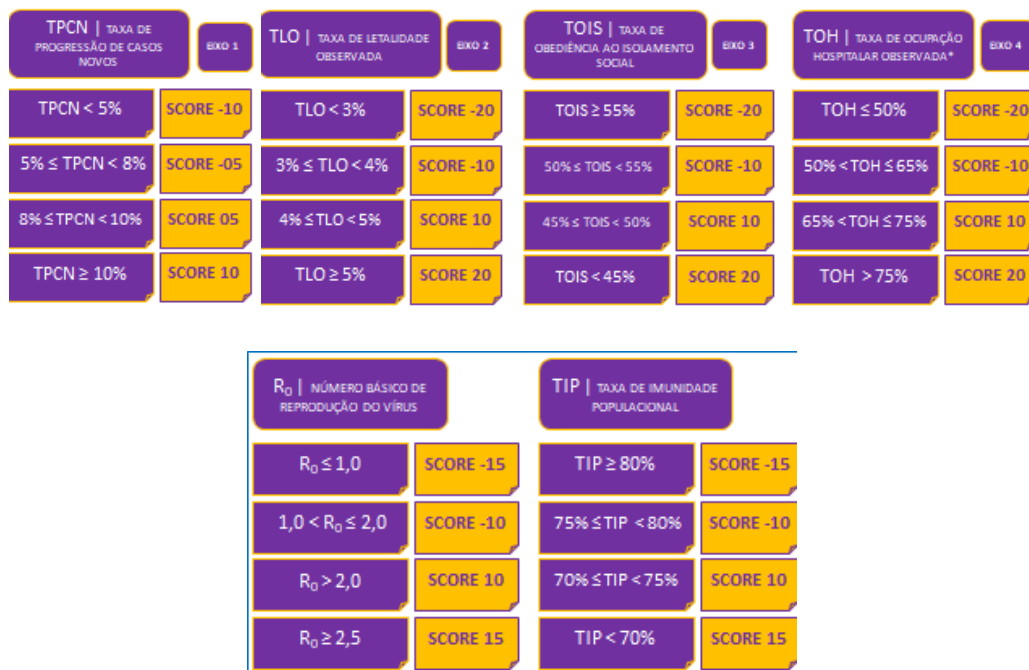 TPCN | TAXA DE
PROGRESSÃO DE CASOS
NOVOS
EIXO 1
TPCN < 5%
SCORE -10
5% ≤ TPCN < 8%
SCORE -05
8% ≤ TPCN < 10%
SCORE 05
TPCN ≥ 10%
SCORE 10
TLO | TAXA DE LETALIDADE
OBSERVADA
EIXO 2
TLO < 3%
SCORE -20
3% ≤ TLO < 4%
SCORE -10
4% ≤ TLO < 5%
SCORE 10
TLO ≥ 5%
SCORE 20
TOIS | TAXA DE
OBEDIÊNCIA AO ISOLAMENTO
SOCIAL
EIXO 3
TOIS ≥ 55%
SCORE -20
50% ≤ TOIS < 55%
SCORE -10
45% ≤ TOIS < 50%
SCORE 10
TOIS < 45%
SCORE 20
TOH | TAXA DE OCUPAÇÃO
HOSPITALAR OBSERVADA*
EIXO 4
TOH ≤ 50%
SCORE -20
50% < TOH ≤ 65%
SCORE -10
65% < TOH ≤ 75%
SCORE 10
TOH > 75%
SCORE 20
R₀ | NÚMERO BÁSICO DE
REPRODUÇÃO DO VÍRUS
R₀ ≤ 1,0
SCORE -15
1,0 < R₀ ≤ 2,0
SCORE -10
R₀ > 2,0
SCORE 10
R₀ ≥ 2,5
SCORE 15
TIP | TAXA DE IMUNIDADE
POPULACIONAL
TIP ≥ 80%
SCORE -15
75% ≤ TIP < 80%
SCORE -10
70% ≤ TIP < 75%
SCORE 10
TIP < 70%
SCORE 15